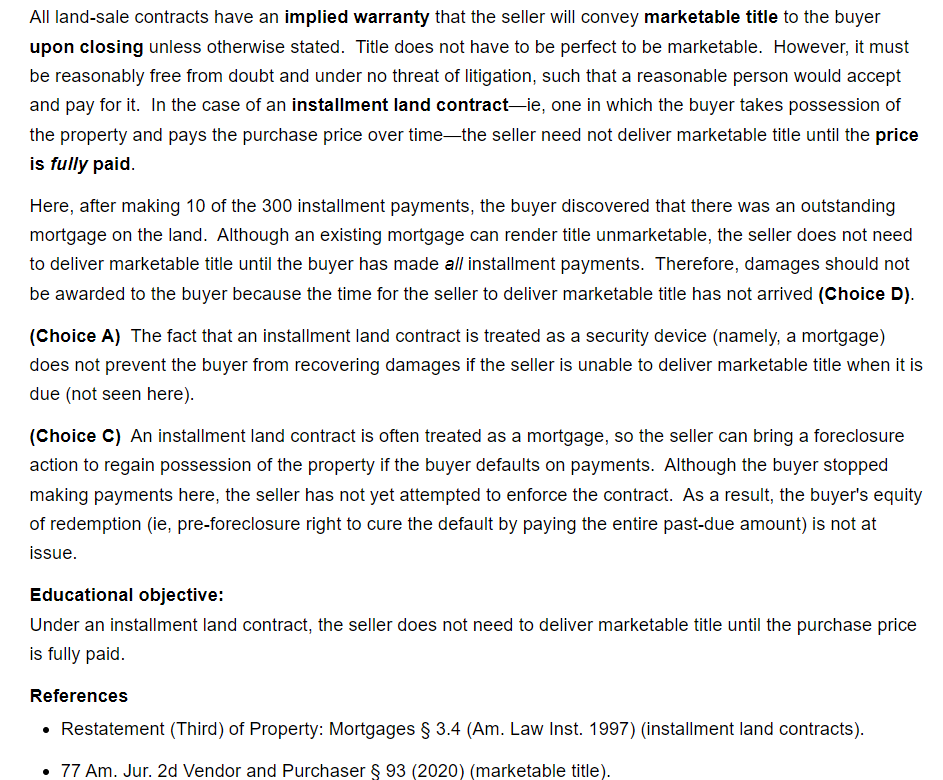 All land-sale contracts have an implied warranty that the seller will convey marketable title to the buyer
upon closing unless otherwise stated.  Title does not have to be perfect to be marketable.  However, it must
be reasonably free from doubt and under no threat of litigation, such that a reasonable person would accept
and pay for it.  In the case of an installment land contract—ie, one in which the buyer takes possession of
the property and pays the purchase price over time—the seller need not deliver marketable title until the price
is fully paid.
Here, after making 10 of the 300 installment payments, the buyer discovered that there was an outstanding
mortgage on the land.  Although an existing mortgage can render title unmarketable, the seller does not need
to deliver marketable title until the buyer has made all installment payments.  Therefore, damages should not
be awarded to the buyer because the time for the seller to deliver marketable title has not arrived (Choice D).
(Choice A)  The fact that an installment land contract is treated as a security device (namely, a mortgage)
does not prevent the buyer from recovering damages if the seller is unable to deliver marketable title when it is
due (not seen here).
(Choice C)  An installment land contract is often treated as a mortgage, so the seller can bring a foreclosure
action to regain possession of the property if the buyer defaults on payments.  Although the buyer stopped
making payments here, the seller has not yet attempted to enforce the contract.  As a result, the buyer's equity
of redemption (ie, pre-foreclosure right to cure the default by paying the entire past-due amount) is not at
issue.
Educational objective:
Under an installment land contract, the seller does not need to deliver marketable title until the purchase price
is fully paid.
References
• Restatement (Third) of Property: Mortgages § 3.4 (Am. Law Inst. 1997) (installment land contracts).
• 77 Am. Jur. 2d Vendor and Purchaser § 93 (2020) (marketable title).